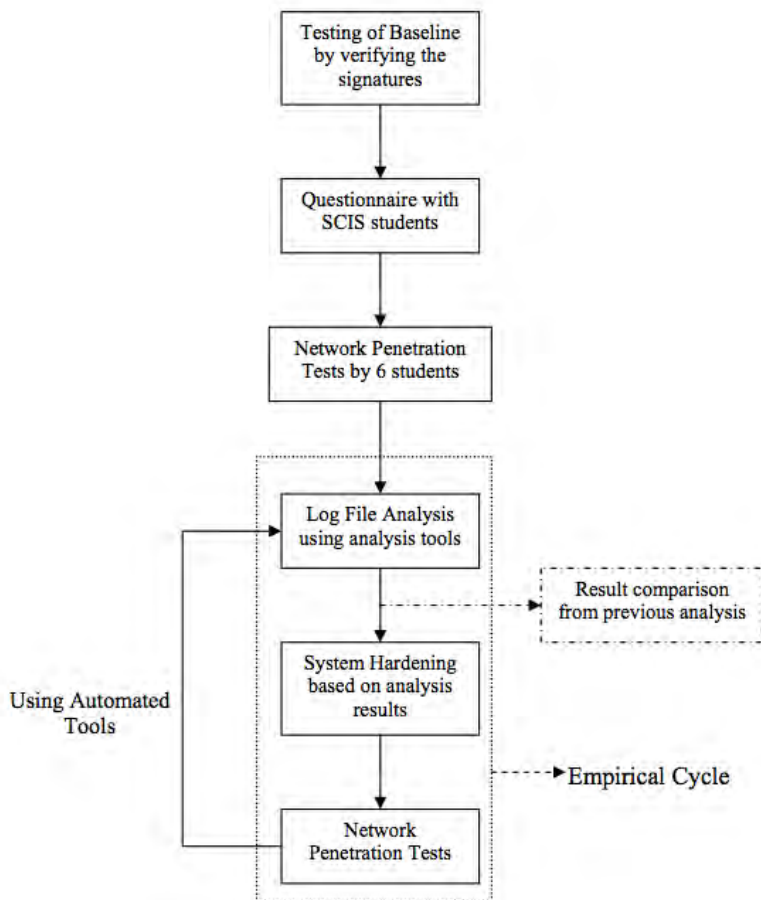 Testing of Baseline
by verifying the
signatures
Questionnaire with
SCIS students
Network Penetration
Tests by 6 students
Log File Analysis
using analysis tools
Result comparison
from previous analysis
System Hardening
based on analysis
results
Using Automated
Tools
Empirical Cycle
Network
Penetration Tests